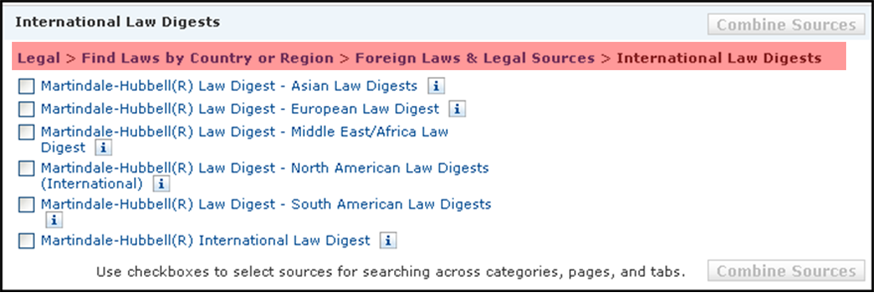 International Law Digests
Combine Sources
Legal > Find Laws by Country or Region > Foreign Laws & Legal Sources > International Law Digests
Martindale-Hubbell(R) Law Digest - Asian Law Digests i
Martindale-Hubbell(R) Law Digest - European Law Digest i
Martindale-Hubbell(R) Law Digest - Middle East/Africa Law
Digest i
Martindale-Hubbell(R) Law Digest - North American Law Digests
(International) i
Martindale-Hubbell(R) Law Digest - South American Law Digests
i
Martindale-Hubbell(R) International Law Digest i
Use checkboxes to select sources for searching across categories, pages, and tabs.
Combine Sources